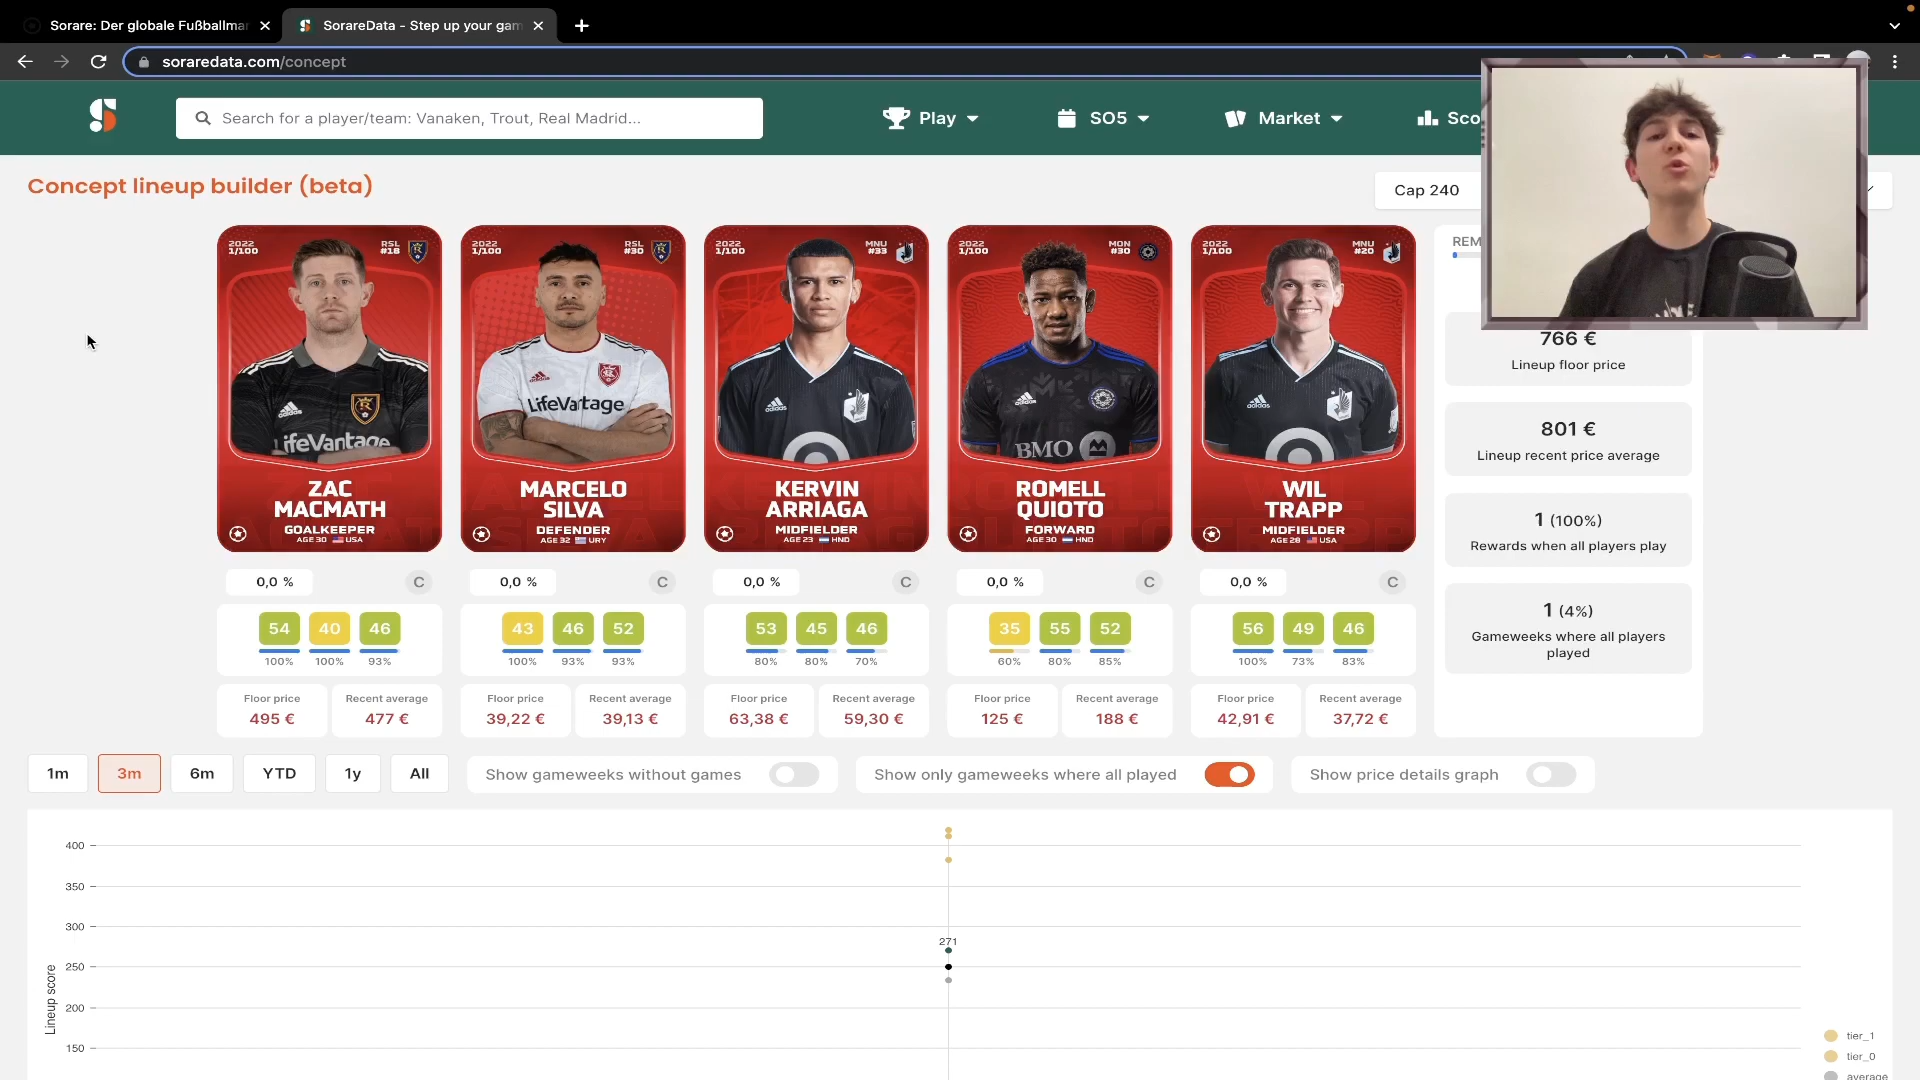 Sorare: Der globale Fußballma
SorareData - Step up your gam
soraredata.com/concept
Search for a player/team: Vanaken, Trout, Real Madrid...
Play
SO5
Market
Sco
Concept lineup builder (beta)
Cap 240
2022
1/100
RSL
#18
LifeVantage
ZAC
MACMATH
GOALKEEPER
AGE 30 USA
2022
1/100
RSL
#30
adidas
LifeVantage
MARCELO
SILVA
DEFENDER
AGE 32 URY
2022
1/100
MNU
#33
adidas
KERVIN
ARRIAGA
MIDFIELDER
AGE 23 HND
2022
1/100
MON
#30
BMO
ROMELL
QUIOTO
FORWARD
AGE 30 HND
2022
1/100
MNU
#20
adidas
WIL
TRAPP
MIDFIELDER
AGE 28 USA
REM
766 €
Lineup floor price
801 €
Lineup recent price average
1 (100%)
Rewards when all players play
1 (4%)
Gameweeks where all players
played
0,0 % C
0,0 % C
0,0 % C
0,0 % C
0,0 % C
54 40 46
100% 100% 93%
43 46 52
100% 93% 93%
53 45 46
80% 80% 70%
35 55 52
60% 80% 85%
56 49 46
100% 73% 83%
Floor price
495 €
Recent average
477 €
Floor price
39,22 €
Recent average
39,13 €
Floor price
63,38 €
Recent average
59,30 €
Floor price
125 €
Recent average
188 €
Floor price
42,91 €
Recent average
37,72 €
1m
3m
6m
YTD
1y
All
Show gameweeks without games
Show only gameweeks where all played
Show price details graph
Lineup score
400
350
300
250
200
150
271
tier_1
tier_0
average